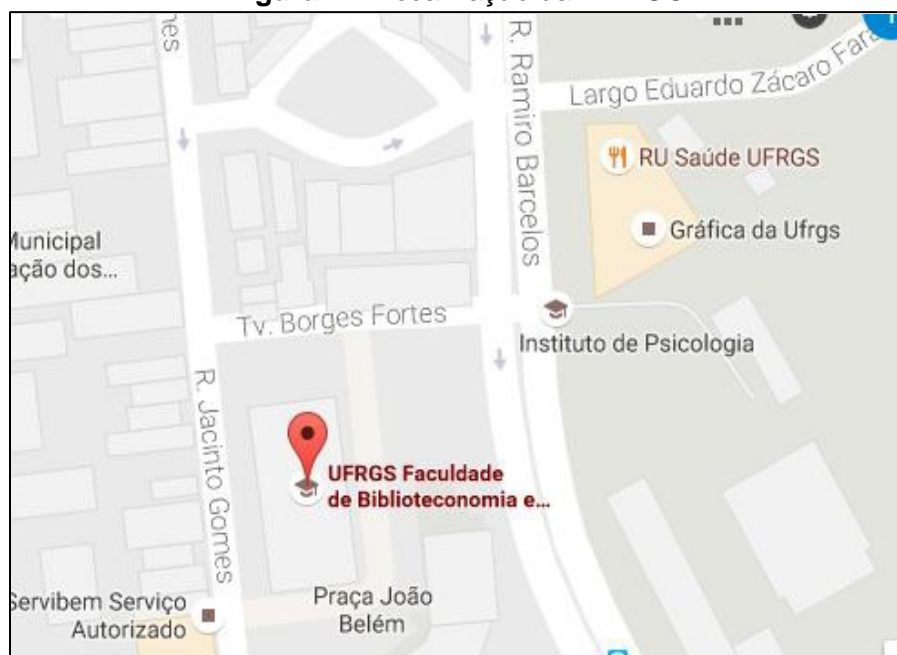 R. Ramiro Barcelos
Largo Eduardo Zácaro Fara
RU Saúde UFRGS
Gráfica da Ufrgs
Municipal
ação dos...
Tv. Borges Fortes
Instituto de Psicologia
R. Jacinto Gomes
UFRGS Faculdade
de Biblioteconomia e...
Servibem Serviço
Autorizado
Praça João
Belém